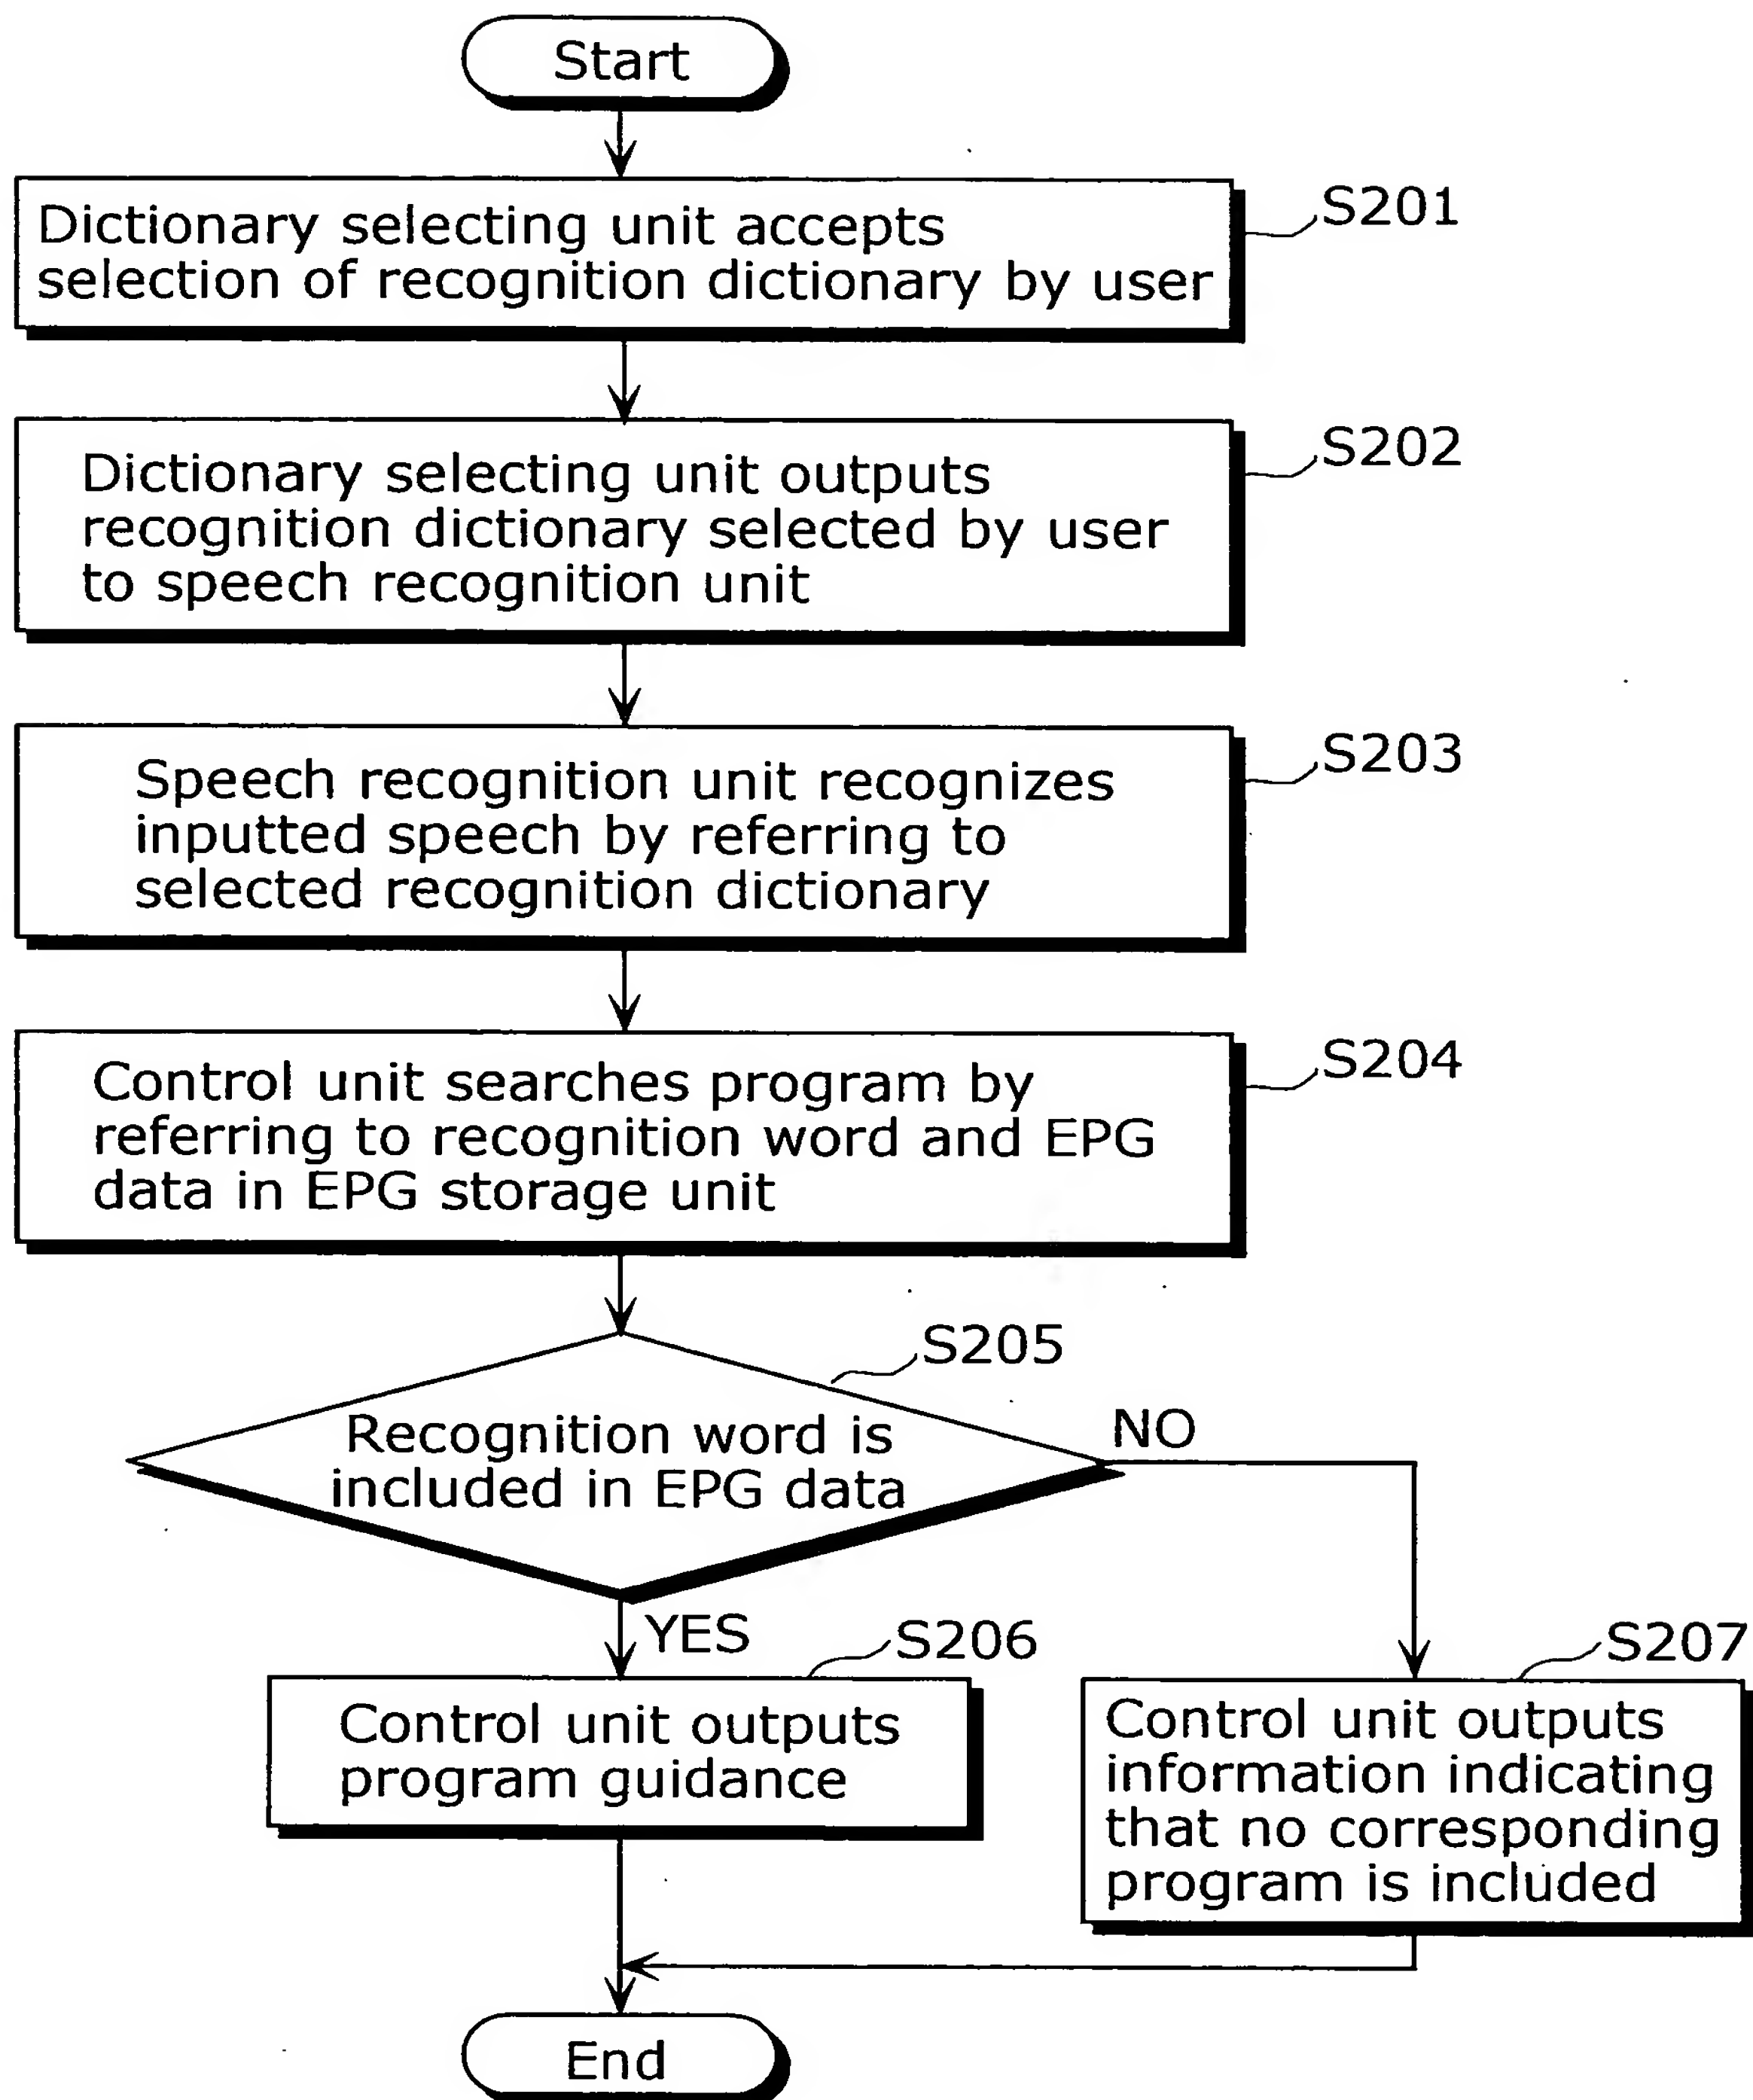 Start
S201
Dictionary selecting unit accepts
selection of recognition dictionary by user
S202
Dictionary selecting unit outputs
recognition dictionary selected by user
to speech recognition unit
S203
Speech recognition unit recognizes
inputted speech by referring to
selected recognition dictionary
S204
Control unit searches program by
referring to recognition word and EPG
data in EPG storage unit
S205
Recognition word is
included in EPG data
NO
YES
S206
Control unit outputs
program guidance
S207
Control unit outputs
information indicating
that no corresponding
program is included
End